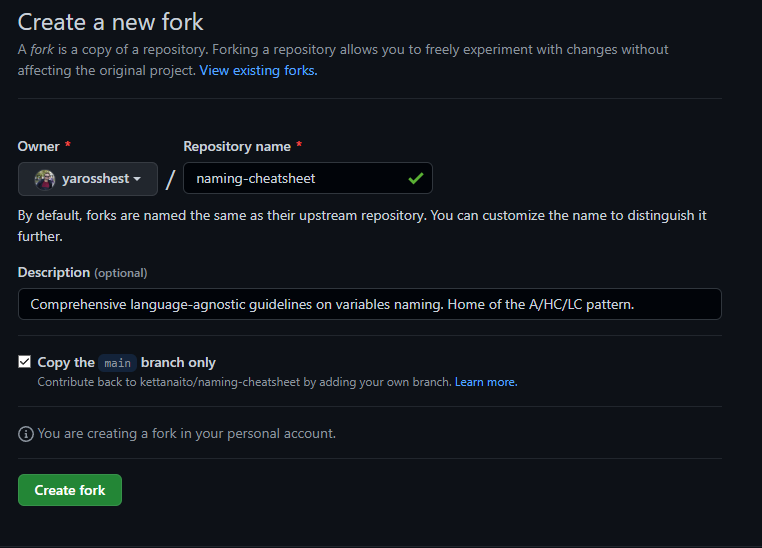 Create a new fork
A fork is a copy of a repository. Forking a repository allows you to freely experiment with changes without
affecting the original project. View existing forks.
Owner * Repository name *
yarosshest / naming-cheatsheet
By default, forks are named the same as their upstream repository. You can customize the name to distinguish it
further.
Description (optional)
Comprehensive language-agnostic guidelines on variables naming. Home of the A/HC/LC pattern.
Copy the main branch only
Contribute back to kettanaito/naming-cheatsheet by adding your own branch. Learn more.
You are creating a fork in your personal account.
Create fork